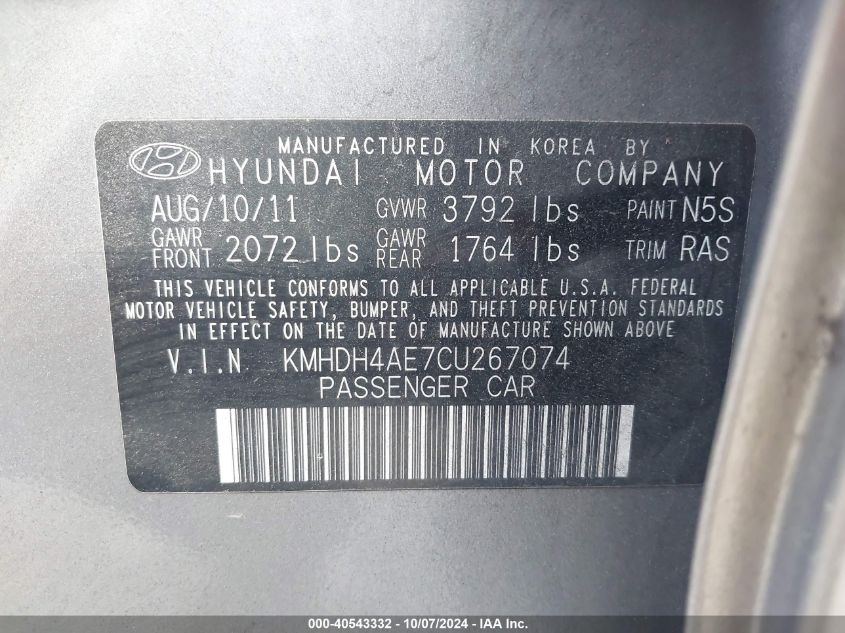 MANUFACTURED IN KOREA BY
HYUNDAI MOTOR COMPANY
AUG/10/11 GVWR 3792 lbs PAINT N5S
GAWR FRONT 2072 lbs GAWR REAR 1764 lbs TRIM RAS
THIS VEHICLE CONFORMS TO ALL APPLICABLE U.S.A. FEDERAL
MOTOR VEHICLE SAFETY, BUMPER, AND THEFT PREVENTION STANDARDS
IN EFFECT ON THE DATE OF MANUFACTURE SHOWN ABOVE
V.I.N KMHDH4AE7CU267074
PASSENGER CAR
000-40543332 - 10/07/2024 - IAA Inc.